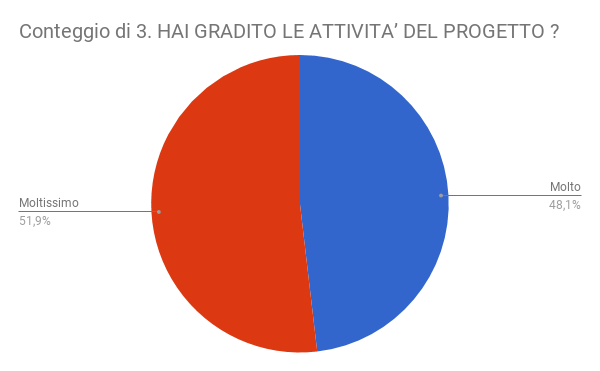 Conteggio di 3. HAI GRADITO LE ATTIVITA’ DEL PROGETTO ?
Molto
48,1%
Moltissimo
51,9%